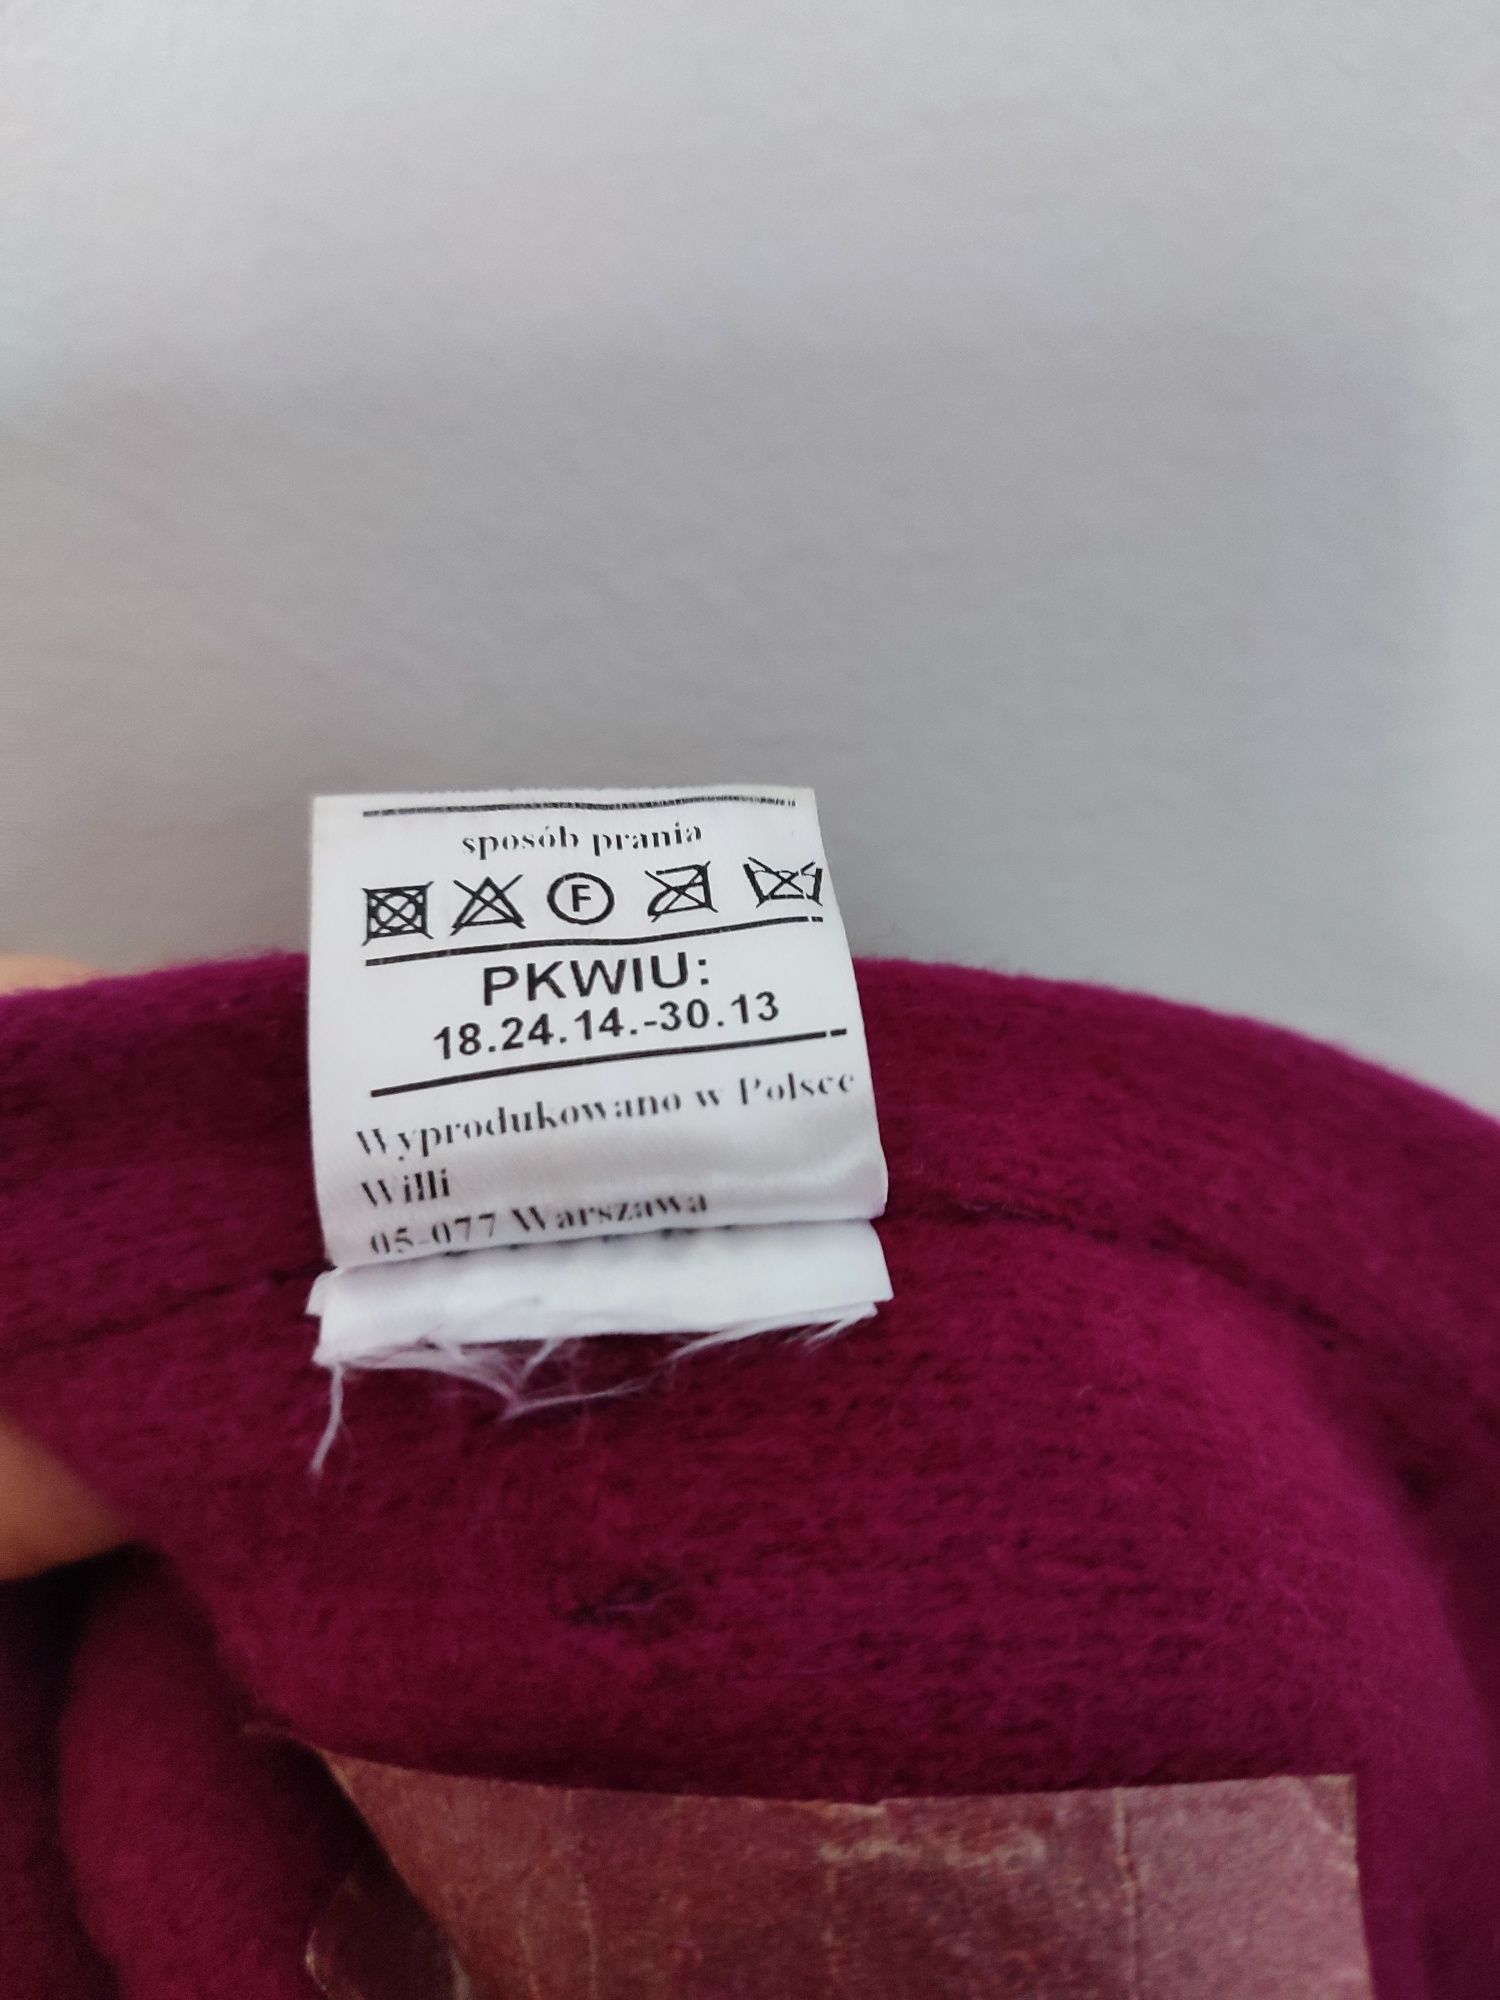 sposób prania
F
PKWIU:
18.24.14.-30.13
Wyprodukowano w Polsce
Willi
05-077 Warszawa